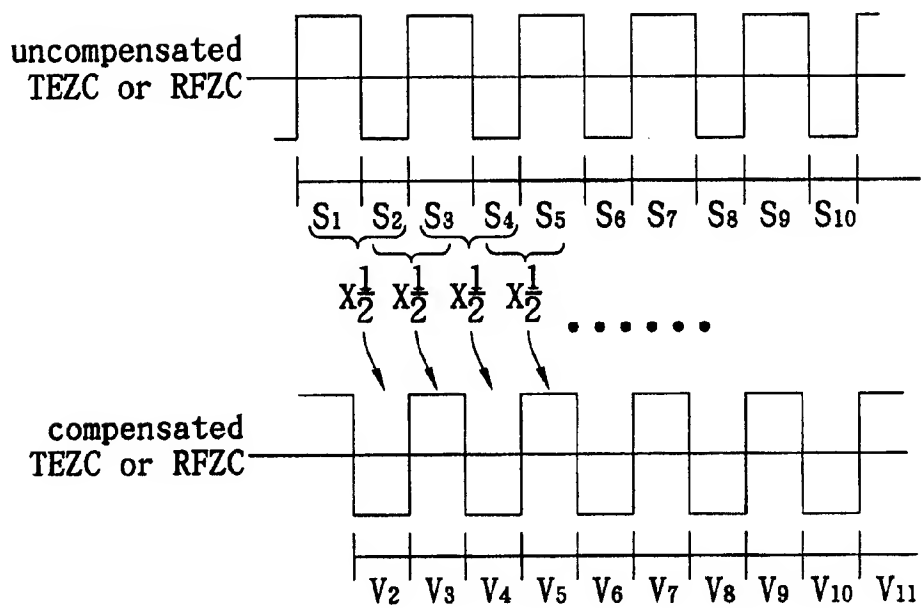 uncompensated
TEZC or RFZC
S1 S2 S3 S4 S5 S6 S7 S8 S9 S10
X1/2 X1/2 X1/2 X1/2
compensated
TEZC or RFZC
V2 V3 V4 V5 V6 V7 V8 V9 V10 V11